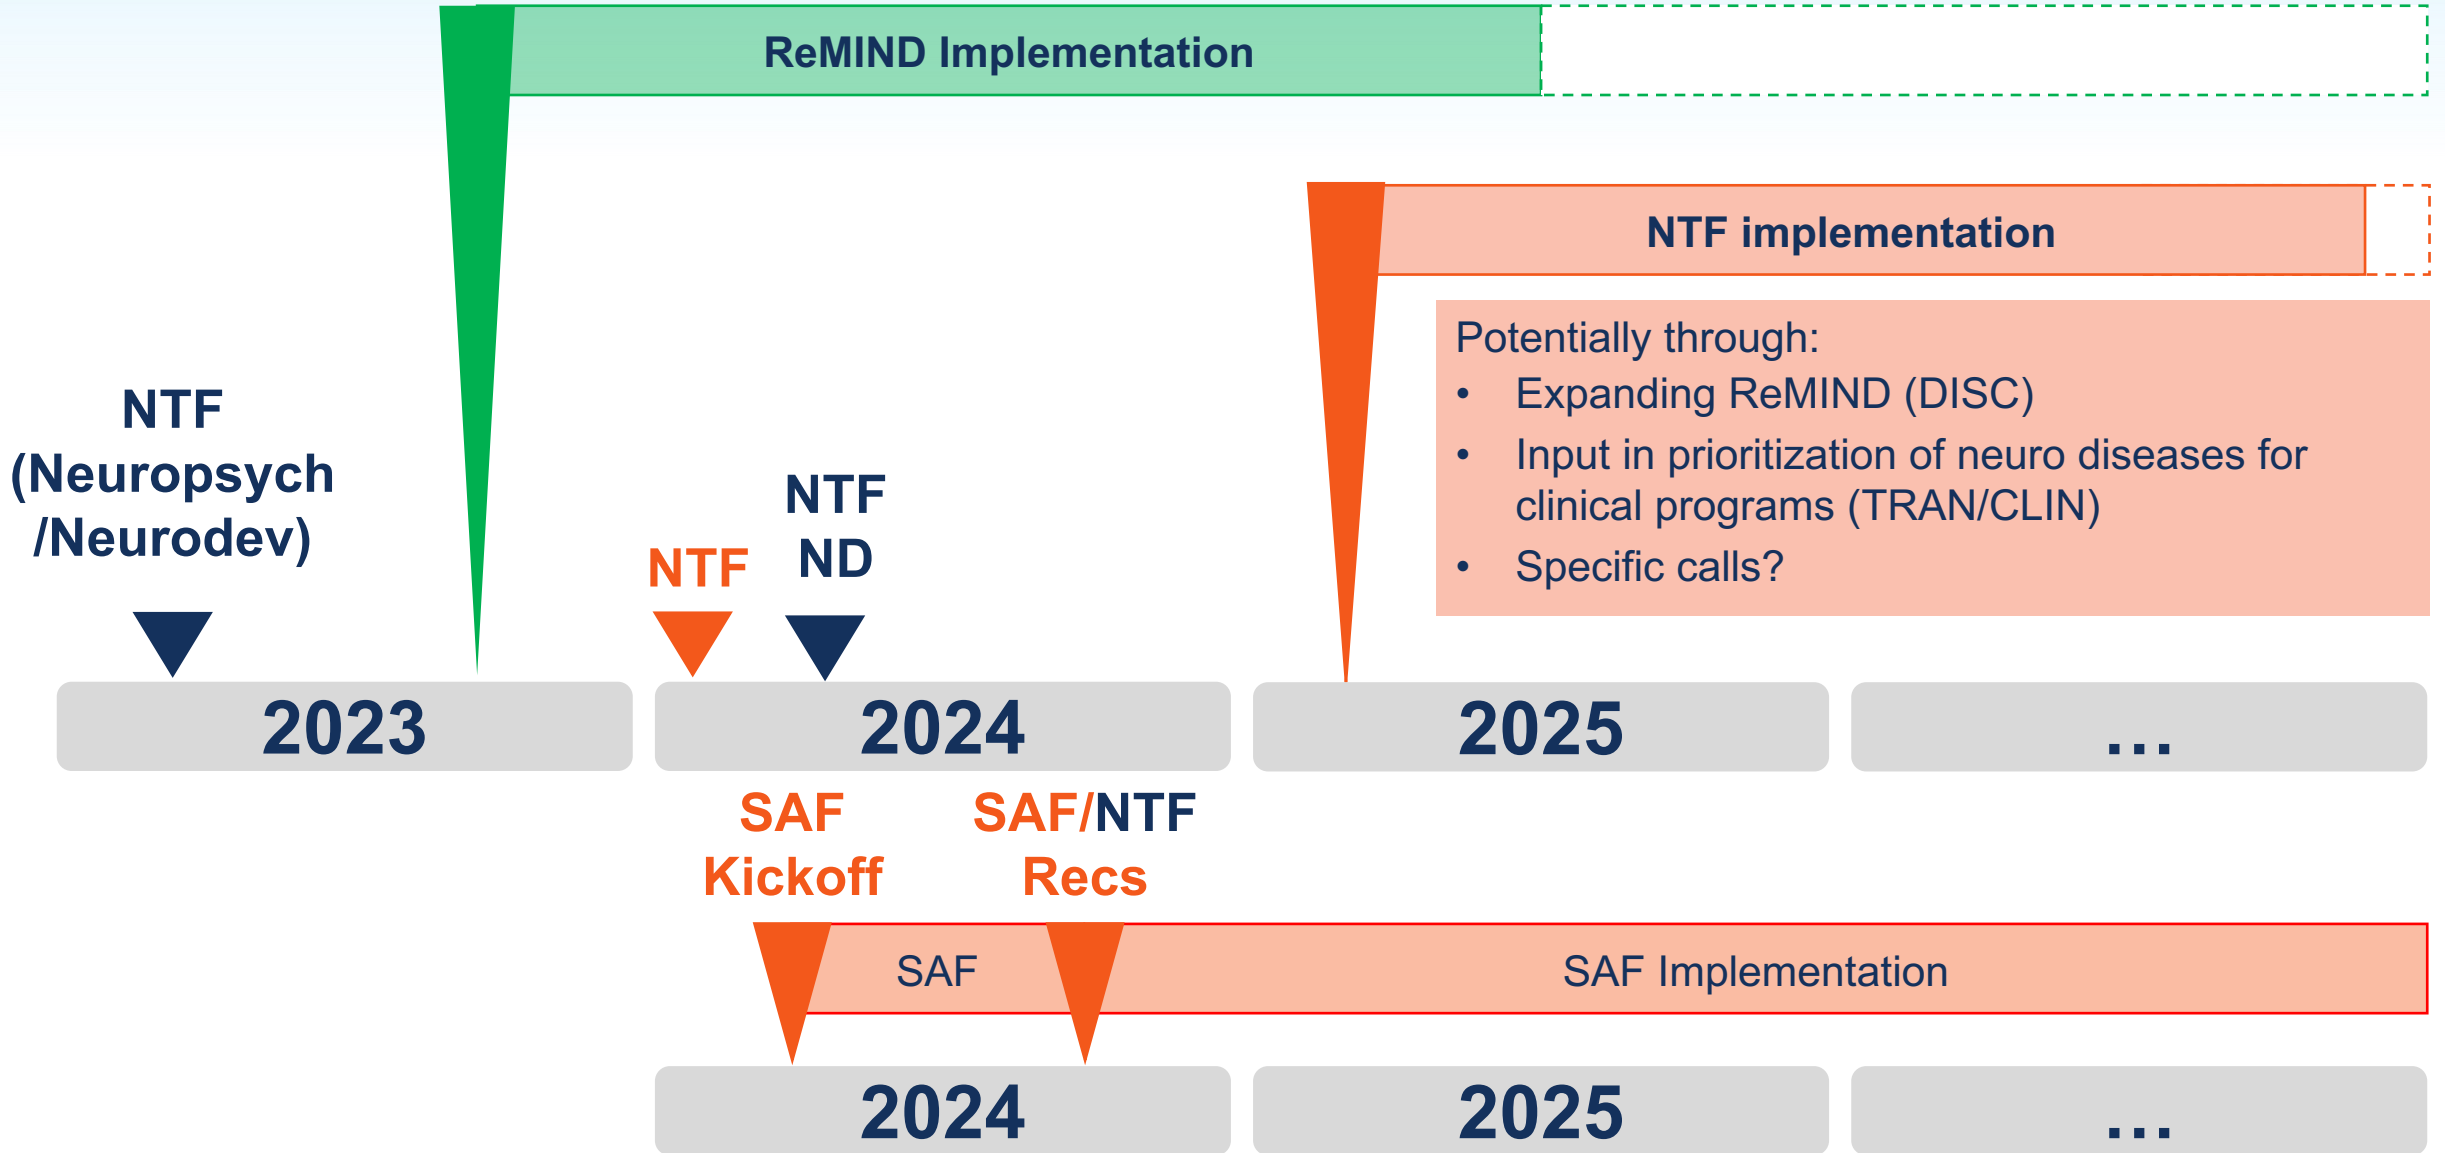 ReMIND Implementation
NTF implementation
Potentially through:
• Expanding ReMIND (DISC)
• Input in prioritization of neuro diseases for
clinical programs (TRAN/CLIN)
• Specific calls?
NTF
(Neuropsych
/Neurodev)
NTF
NTF
ND
2023
2024
2025
...
SAF
Kickoff
SAF/NTF
Recs
SAF
SAF Implementation
2024
2025
...